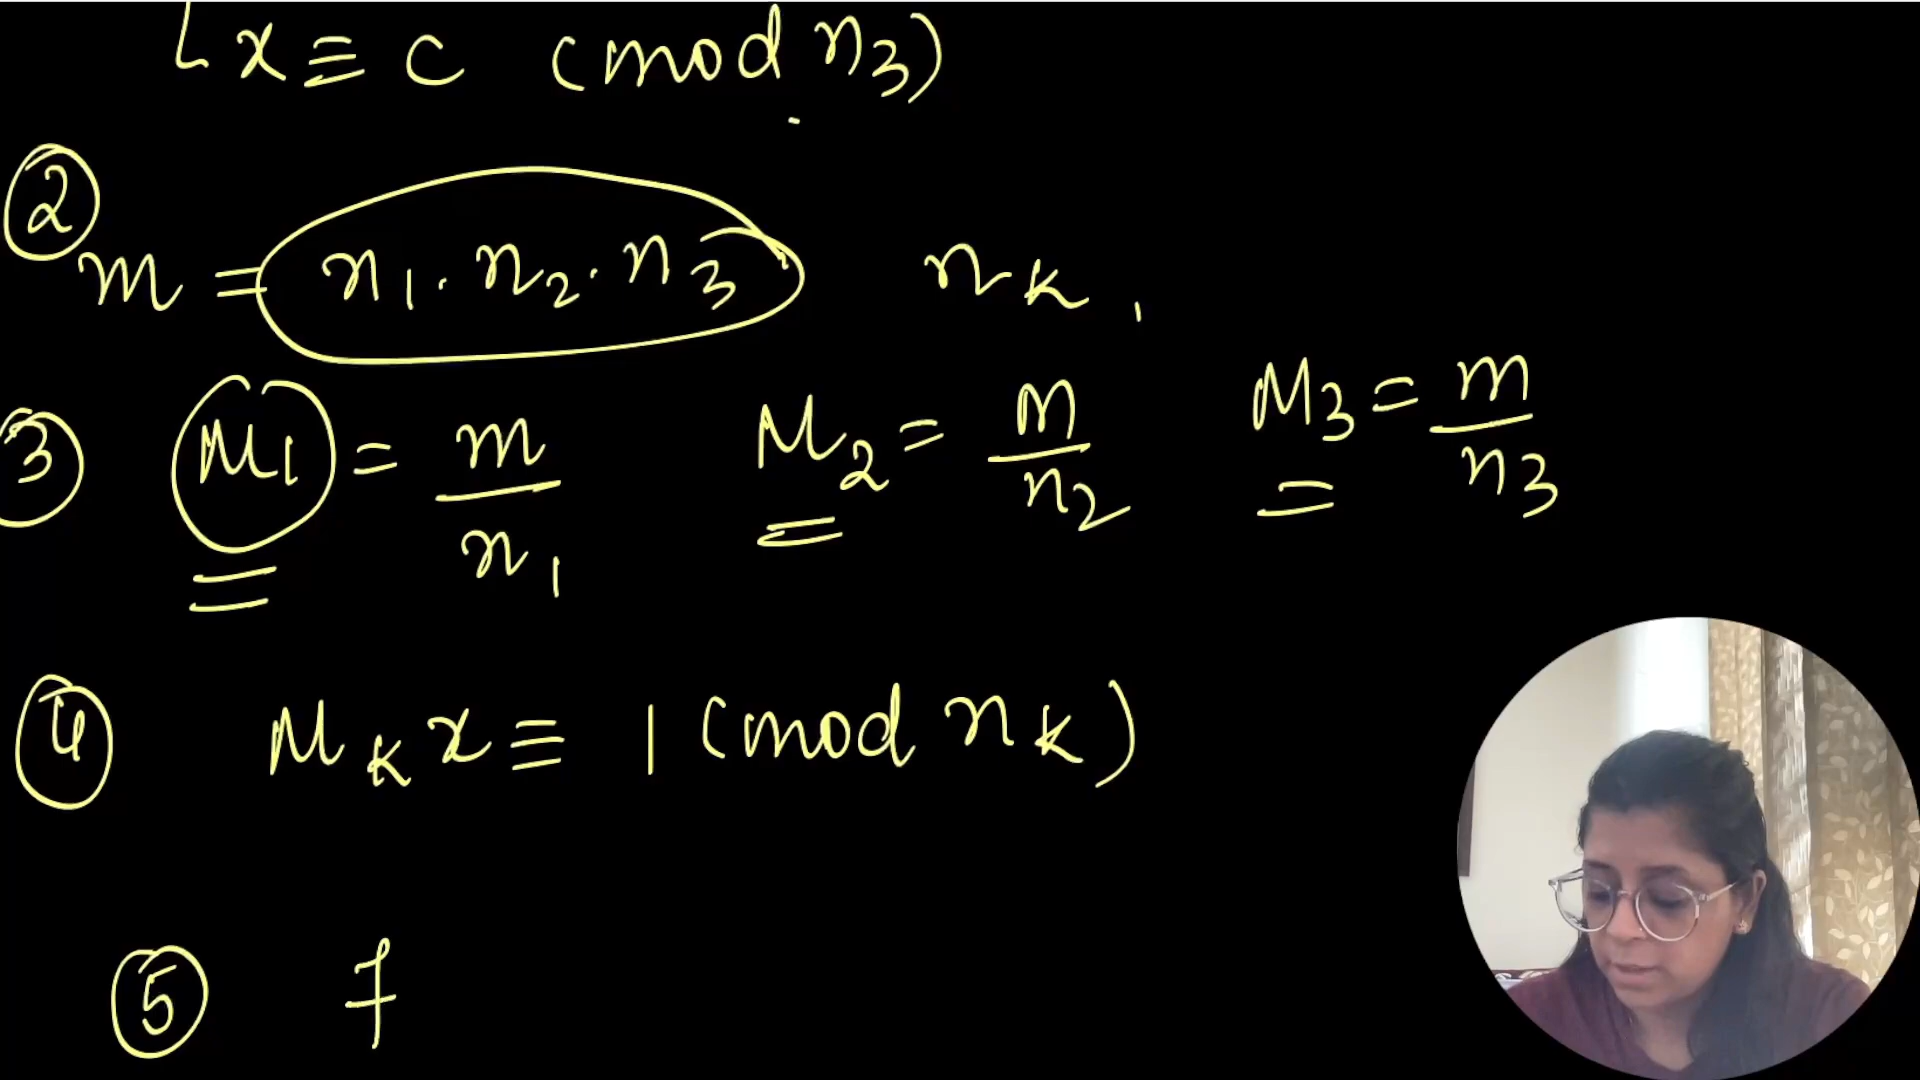 x ≡ c (mod n3)
②
m = n1 . n2 . n3 nk,
③ M1 = m/n1 M2 = m/n2 M3 = m/n3
④ Mk x ≡ 1 (mod nk)
⑤